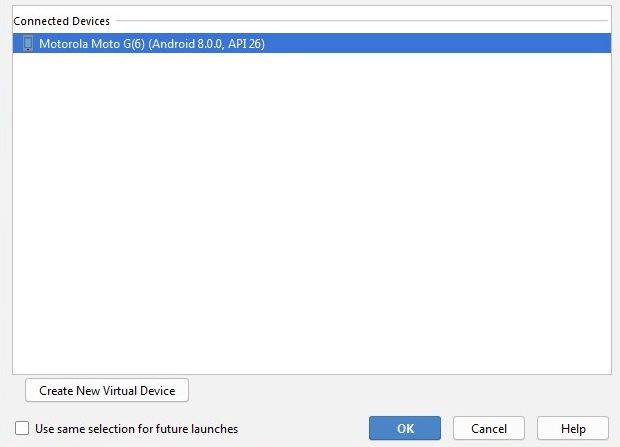 Connected Devices
Motorola Moto G(6) (Android 8.0.0, API 26)
Create New Virtual Device
Use same selection for future launches
OK
Cancel
Help